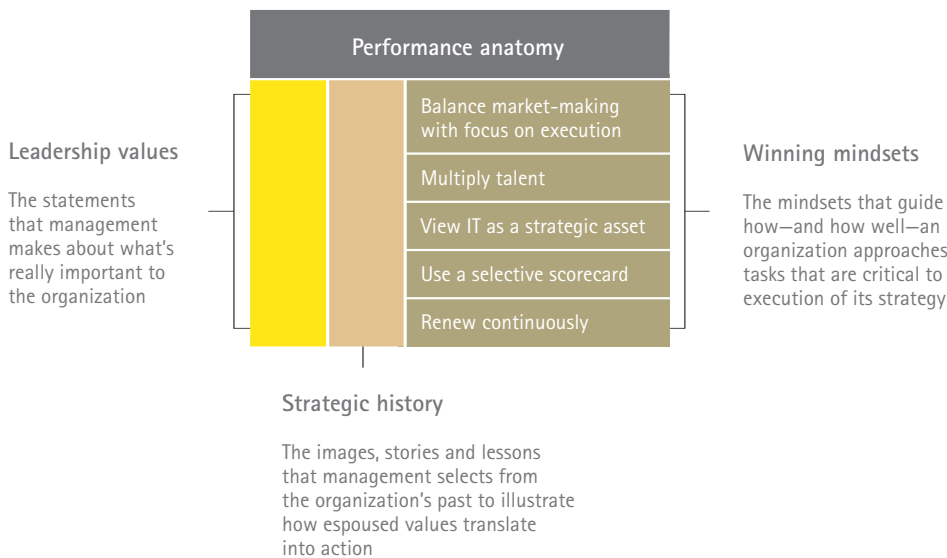 Performance anatomy
Leadership values
The statements
that management
makes about what's
really important to
the organization
Balance market-making
with focus on execution
Multiply talent
View IT as a strategic asset
Use a selective scorecard
Renew continuously
Winning mindsets
The mindsets that guide
how—and how well—an
organization approaches
tasks that are critical to
execution of its strategy
Strategic history
The images, stories and lessons
that management selects from
the organization's past to illustrate
how espoused values translate
into action